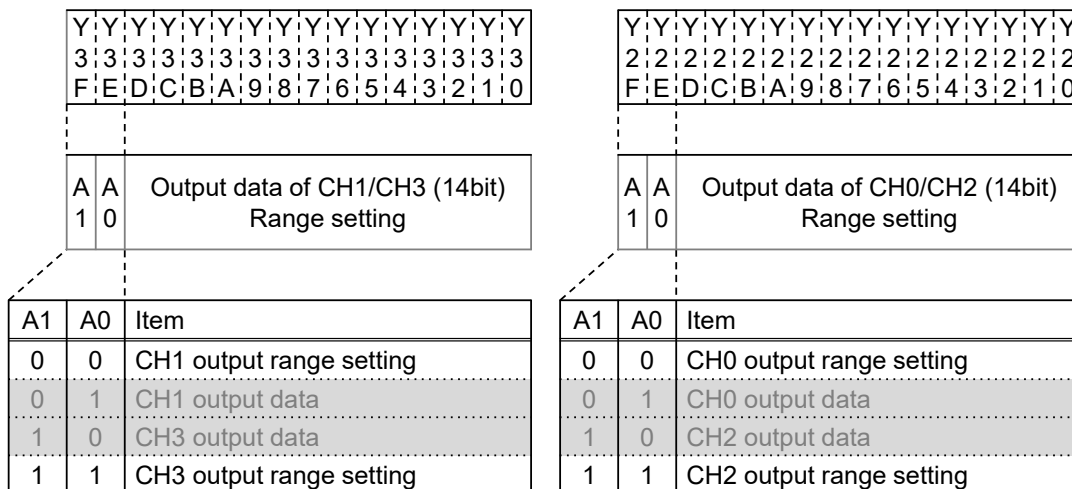 Y Y Y Y Y Y Y Y Y Y Y Y Y Y Y Y
3 3 3 3 3 3 3 3 3 3 3 3 3 3 3 3
F E D C B A 9 8 7 6 5 4 3 2 1 0
A A Output data of CH1/CH3 (14bit)
1 0 Range setting
A1 A0 Item
0 0 CH1 output range setting
0 1 CH1 output data
1 0 CH3 output data
1 1 CH3 output range setting
Y Y Y Y Y Y Y Y Y Y Y Y Y Y Y Y
2 2 2 2 2 2 2 2 2 2 2 2 2 2 2 2
F E D C B A 9 8 7 6 5 4 3 2 1 0
A A Output data of CH0/CH2 (14bit)
1 0 Range setting
A1 A0 Item
0 0 CH0 output range setting
0 1 CH0 output data
1 0 CH2 output data
1 1 CH2 output range setting